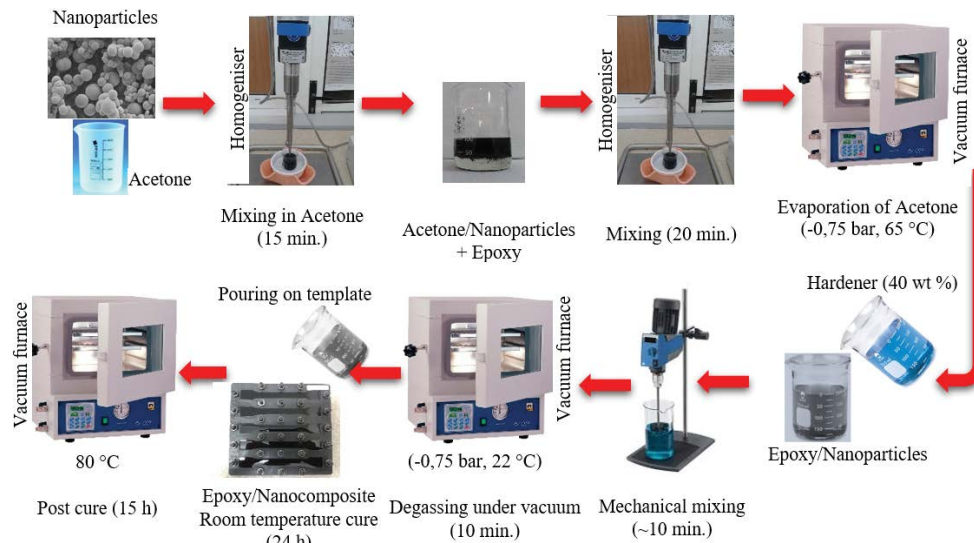 Nanoparticles
Acetone
Homogeniser
Mixing in Acetone
(15 min.)
Acetone/Nanoparticles
+ Epoxy
Homogeniser
Mixing (20 min.)
Vacuum furnace
Evaporation of Acetone
(-0,75 bar, 65 °C)
Hardener (40 wt %)
Epoxy/Nanoparticles
Mechanical mixing
(~10 min.)
Vacuum furnace
(-0,75 bar, 22 °C)
Degassing under vacuum
(10 min.)
Pouring on template
Epoxy/Nanocomposite
Room temperature cure
(24 h)
Vacuum furnace
80 °C
Post cure (15 h)